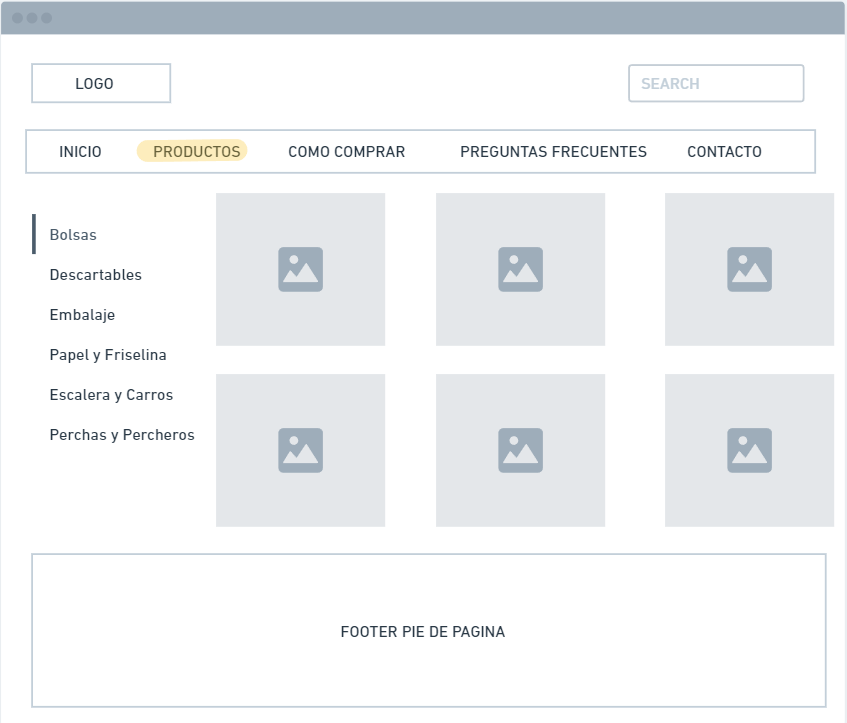 LOGO
SEARCH
INICIO PRODUCTOS COMO COMPRAR PREGUNTAS FRECUENTES CONTACTO
Bolsas
Descartables
Embalaje
Papel y Friselina
Escalera y Carros
Perchas y Percheros
FOOTER PIE DE PAGINA